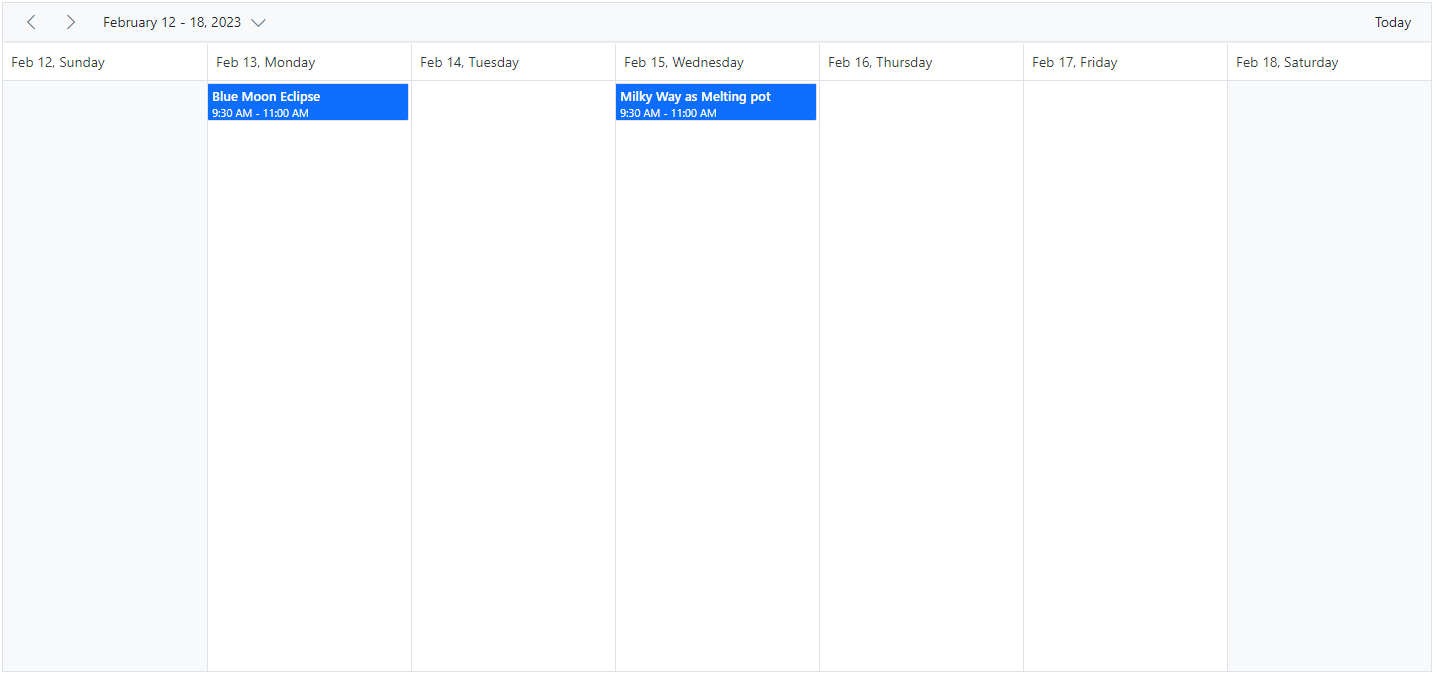 February 12 - 18, 2023
Today
Feb 12, Sunday
Feb 13, Monday
Feb 14, Tuesday
Feb 15, Wednesday
Feb 16, Thursday
Feb 17, Friday
Feb 18, Saturday
Blue Moon Eclipse
9:30 AM - 11:00 AM
Milky Way as Melting pot
9:30 AM - 11:00 AM